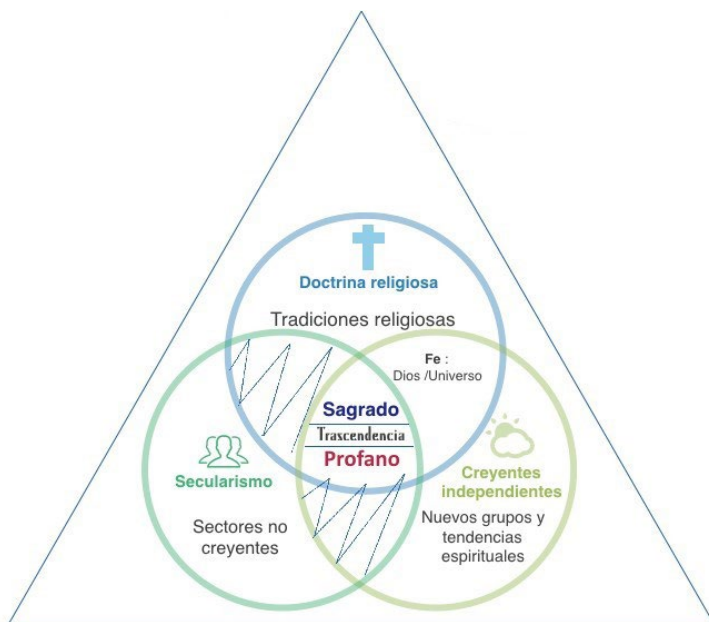 Doctrina religiosa
Tradiciones religiosas
Fe :
Dios /Universo
Sagrado
Trascendencia
Profano
Secularismo
Sectores no
creyentes
Creyentes
independientes
Nuevos grupos y
tendencias
espirituales